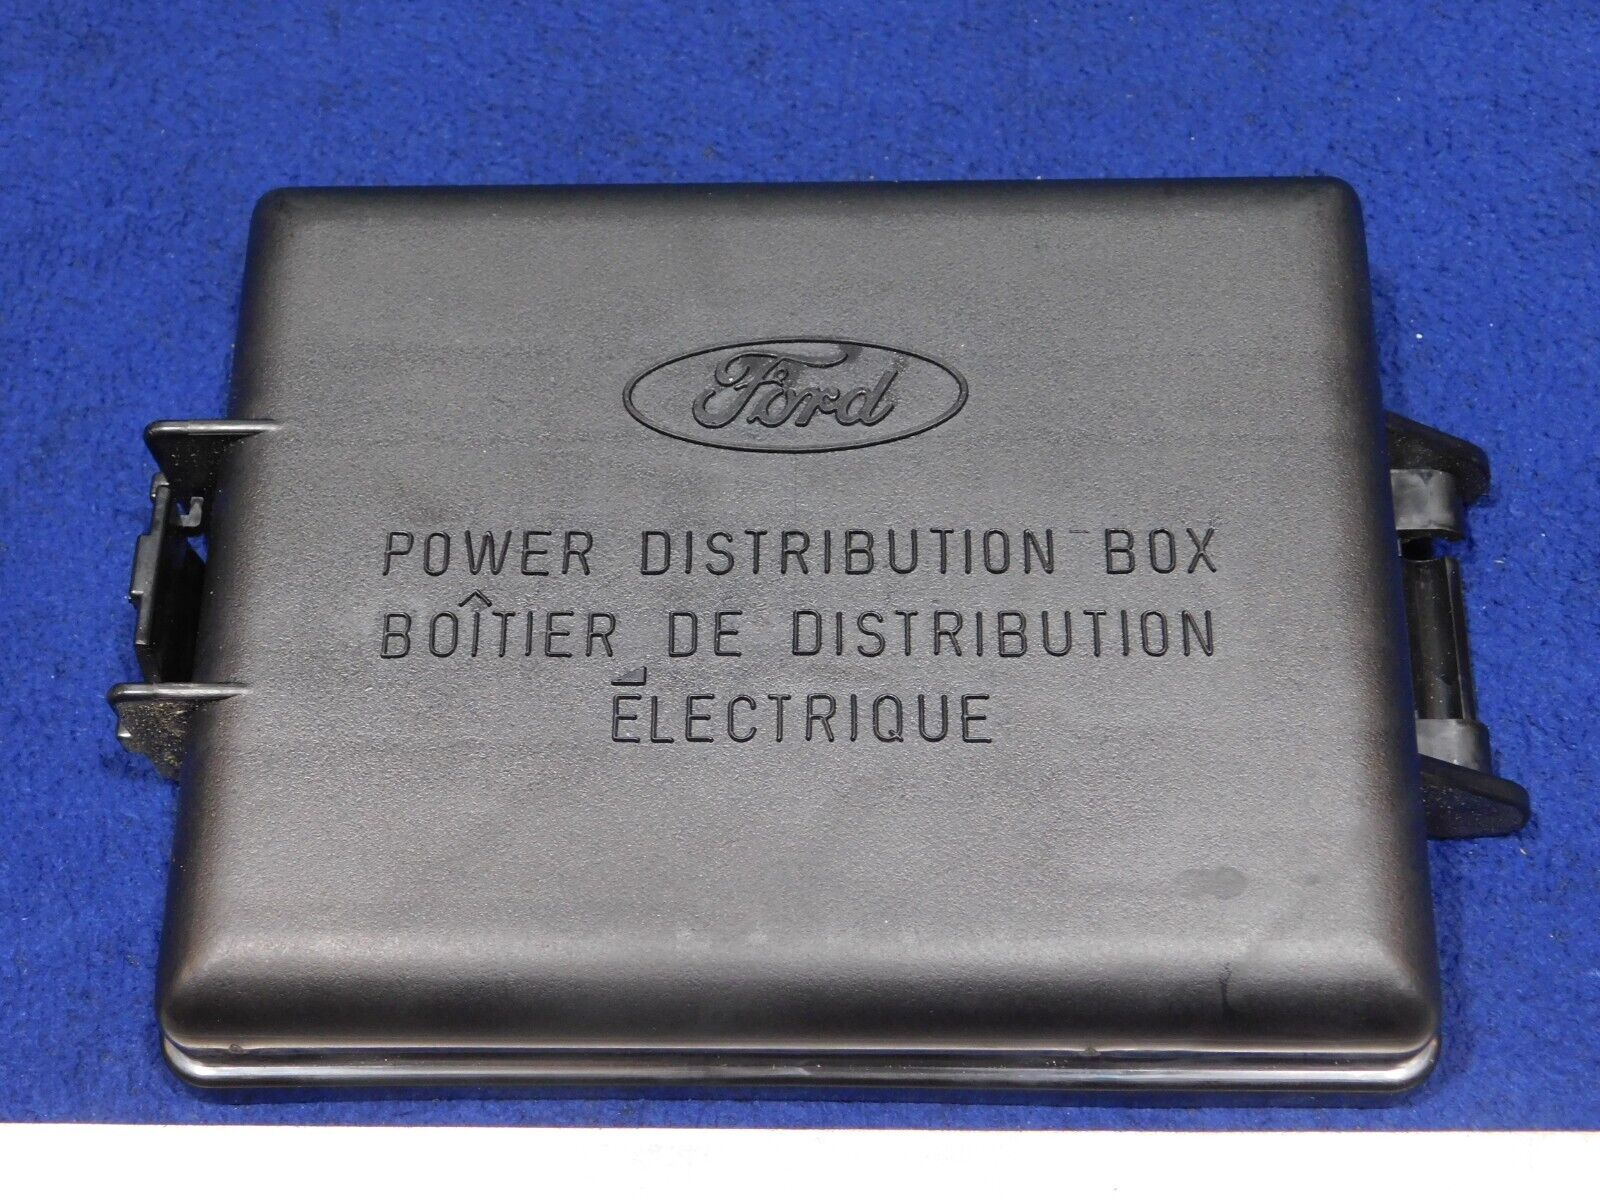 Ford
POWER DISTRIBUTION BOX
BOÎTIER DE DISTRIBUTION
ÉLECTRIQUE